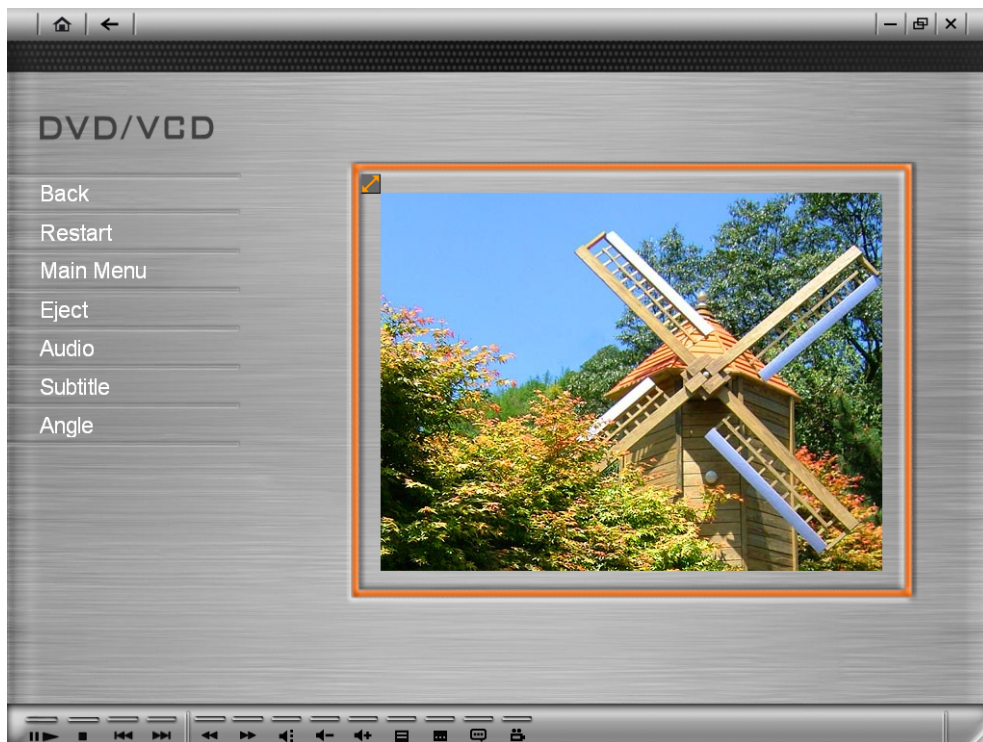 DVD/VCD
Back
Restart
Main Menu
Eject
Audio
Subtitle
Angle